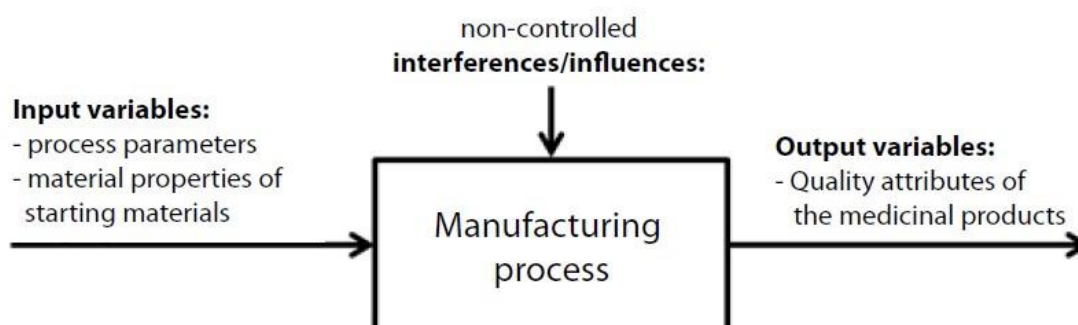 non-controlled
interferences/influences:
Input variables:
- process parameters
- material properties of
starting materials
Manufacturing
process
Output variables:
- Quality attributes of
the medicinal products